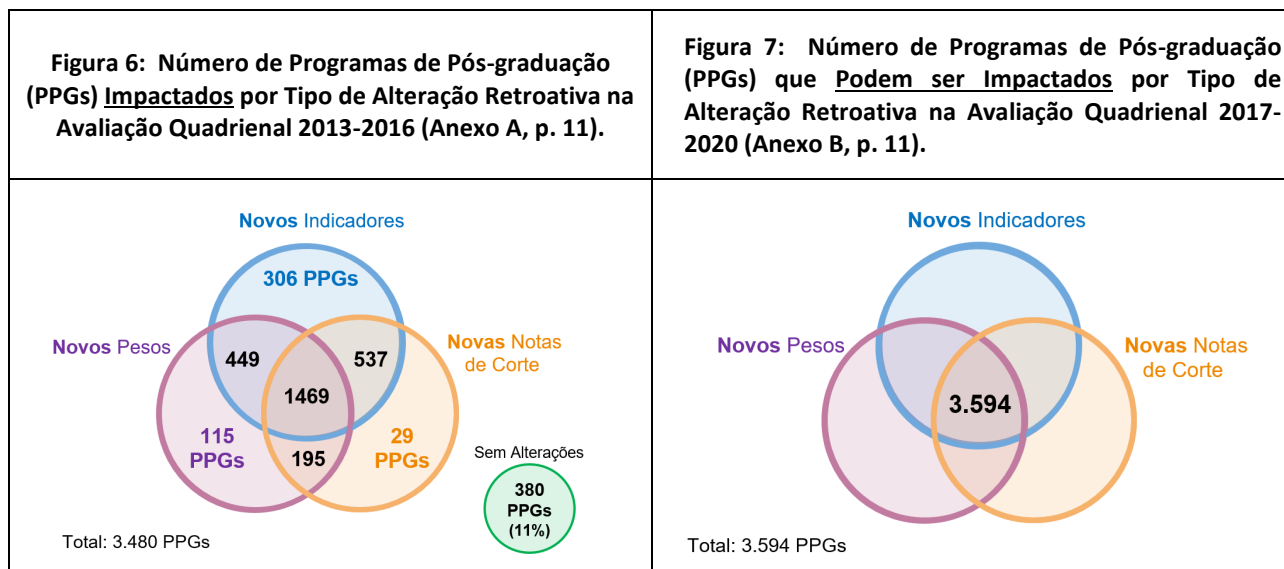 Figura 6: Número de Programas de Pós-graduação
(PPGs) Impactados por Tipo de Alteração Retroativa na
Avaliação Quadrienal 2013-2016 (Anexo A, p. 11).
Figura 7: Número de Programas de Pós-graduação
(PPGs) que Podem ser Impactados por Tipo de
Alteração Retroativa na Avaliação Quadrienal 2017-
2020 (Anexo B, p. 11).
Novos Indicadores
306 PPGs
Novos Pesos
449
537
Novas Notas
de Corte
1469
115
PPGs
195
29
PPGs
Sem Alterações
380
PPGs
(11%)
Total: 3.480 PPGs
Novos Indicadores
Novos Pesos
Novas Notas
de Corte
3.594
Total: 3.594 PPGs